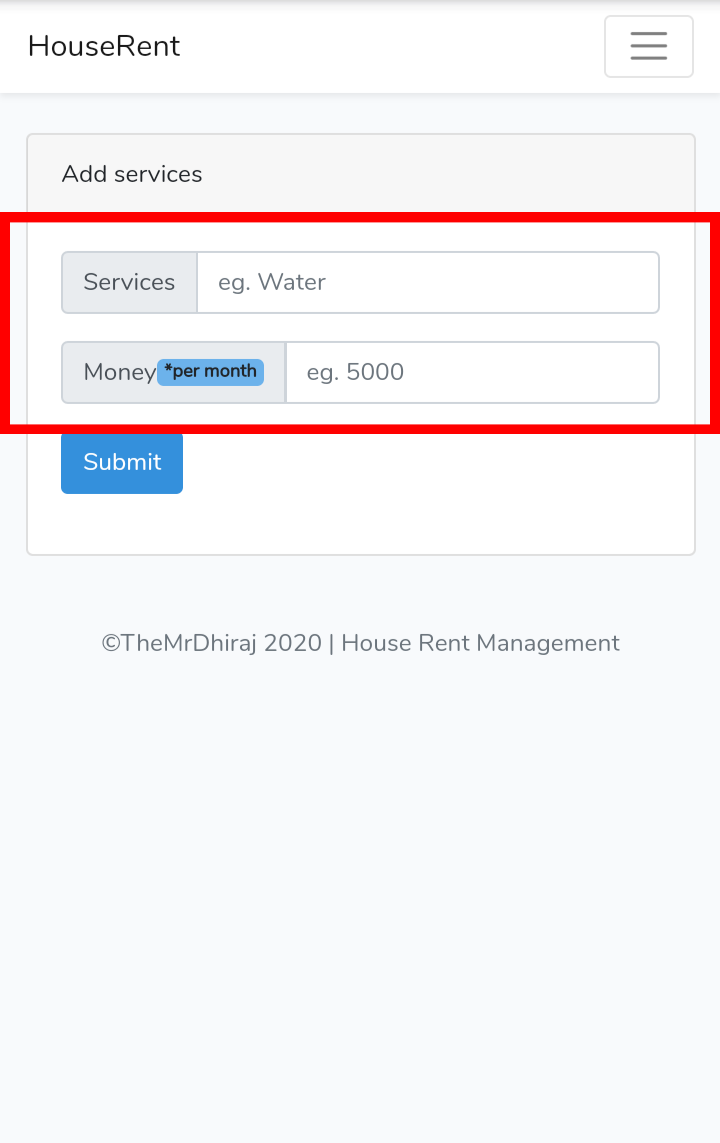 HouseRent
Add services
Services eg. Water
Money *per month eg. 5000
Submit
©TheMrDhiraj 2020 | House Rent Management